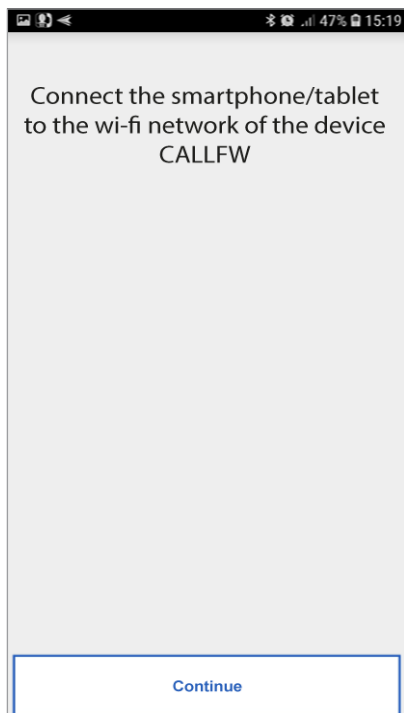 47% 15:19
Connect the smartphone/tablet
to the wi-fi network of the device
CALLFW
Continue